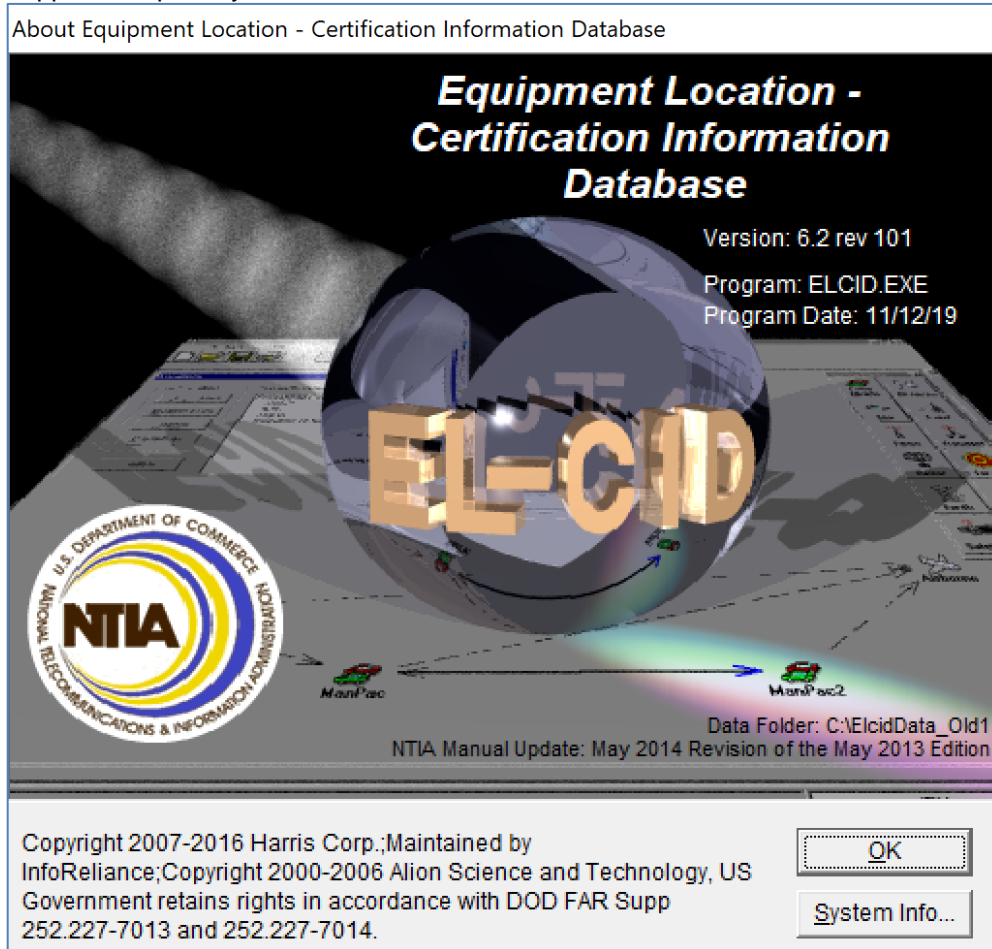 About Equipment Location - Certification Information Database
Equipment Location -
Certification Information
Database
Version: 6.2 rev 101
Program: ELCID.EXE
Program Date: 11/12/19
EL-CID
U.S. DEPARTMENT OF COMMERCE
NATIONAL TELECOMMUNICATIONS & INFORMATION ADMINISTRATION
NTIA
Airborne
ManPac
ManPac2
Data Folder: C:\ElcidData_Old1
NTIA Manual Update: May 2014 Revision of the May 2013 Edition
Copyright 2007-2016 Harris Corp.;Maintained by
InfoReliance;Copyright 2000-2006 Alion Science and Technology, US
Government retains rights in accordance with DOD FAR Supp
252.227-7013 and 252.227-7014.
OK
System Info...